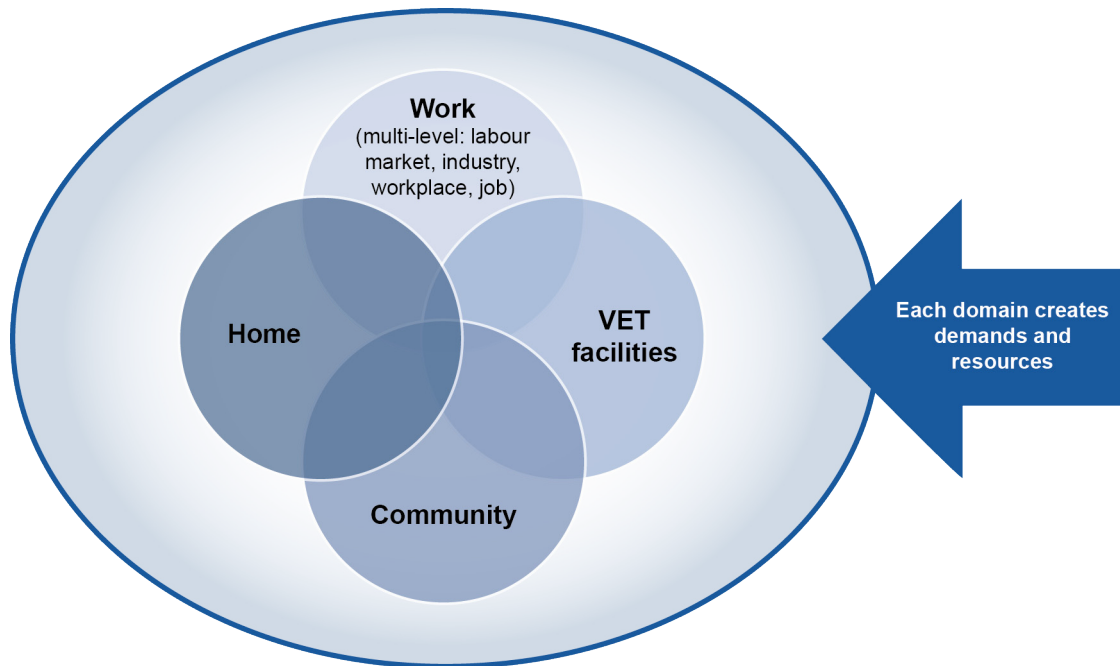 Work
(multi-level: labour
market, industry,
workplace, job)
Home
VET
facilities
Community
Each domain creates
demands and
resources